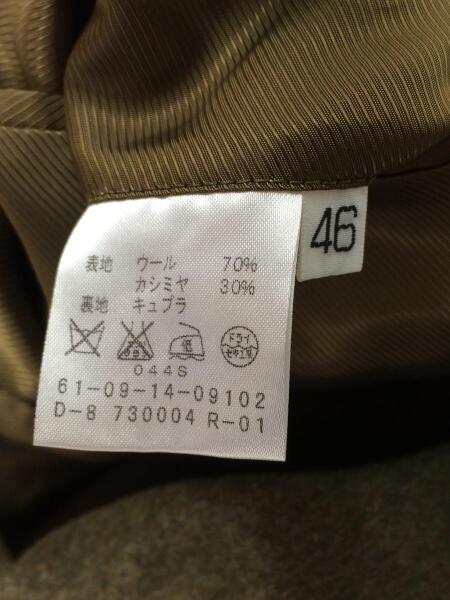 46
表地 ウール 70%
カシミヤ 30%
裏地 キュプラ
低 ドライ
セキユ系
044S
61-09-14-09102
D-8 730004 R-01